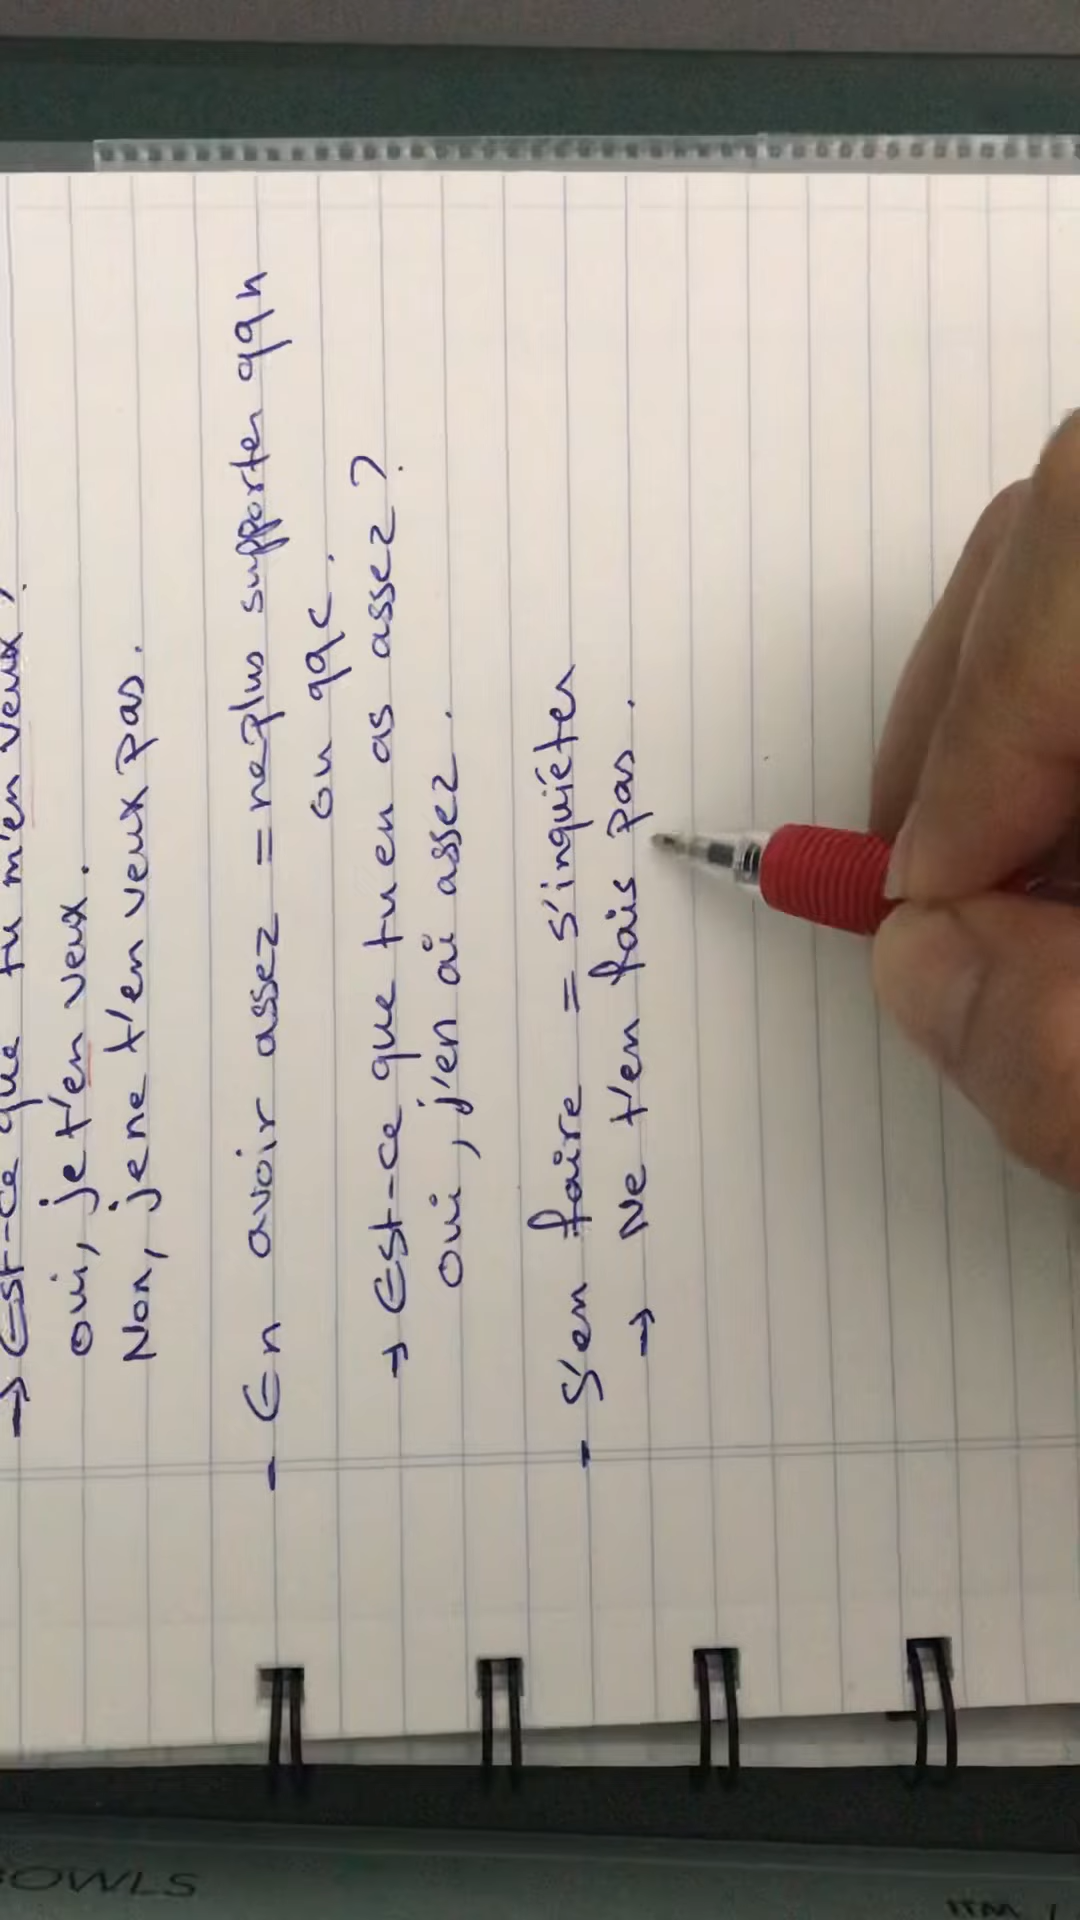 → Est-ce que tu m'en veux ?
oui, je t'en veux.
Non, je ne t'en veux pas.
- En avoir assez = ne plus supporter qqn
ou qqc.
→ Est-ce que tu en as assez ?
oui, j'en ai assez.
- S'en faire = s'inquiéter
→ Ne t'en fais pas.
BOWLS
ITM